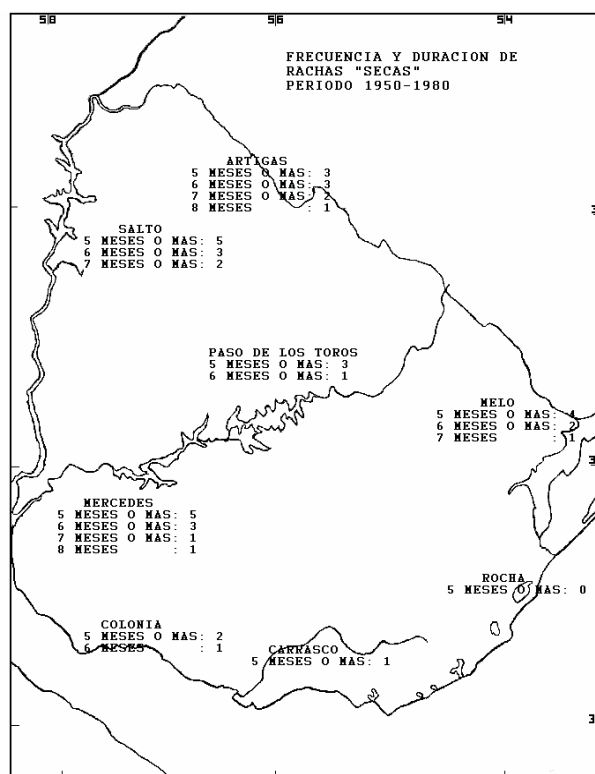 58 56 54
FRECUENCIA Y DURACION DE
RACHAS "SECAS"
PERIODO 1950-1980
ARTIGAS
5 MESES O MAS: 3
6 MESES O MAS: 3
7 MESES O MAS: 2
8 MESES : 1
3
SALTO
5 MESES O MAS: 5
6 MESES O MAS: 3
7 MESES O MAS: 2
PASO DE LOS TOROS
5 MESES O MAS: 3
6 MESES O MAS: 1
MELO
5 MESES O MAS: 4
6 MESES O MAS: 2
7 MESES : 1
3
MERCEDES
5 MESES O MAS: 5
6 MESES O MAS: 3
7 MESES O MAS: 1
8 MESES : 1
ROCHA
5 MESES O MAS: 0
COLONIA
5 MESES O MAS: 2
6 MESES : 1
CARRASCO
5 MESES O MAS: 1
3